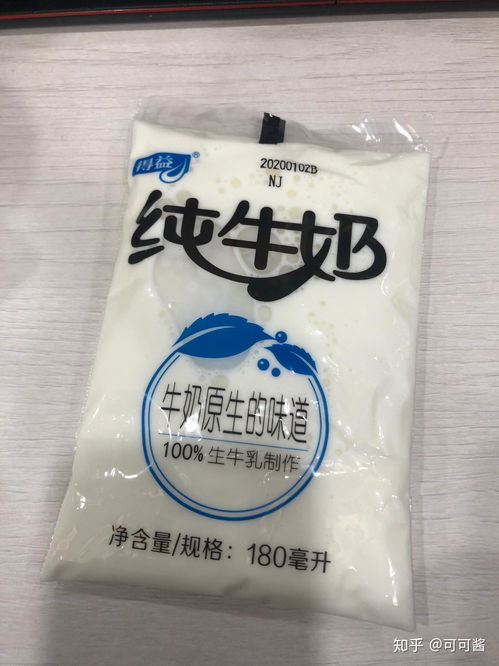 得益®
20200102B
NJ
纯牛奶
牛奶原生的味道
100%生牛乳制作
净含量/规格：180毫升
知乎 @可可酱